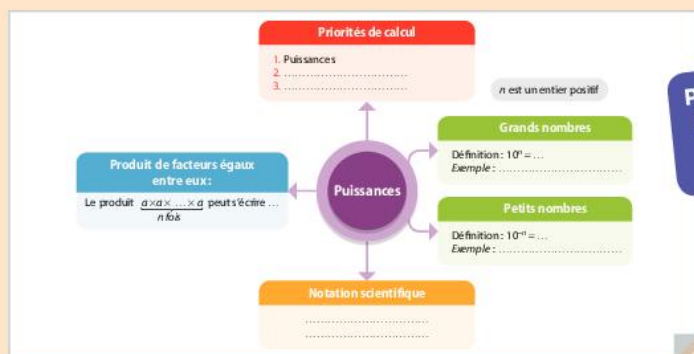 Priorités de calcul
1. Puissances
2. ..................................
3. ..................................
n est un entier positif
Grands nombres
Définition : 10ⁿ = ...
Exemple : ..................................
Produit de facteurs égaux
entre eux :
Le produit a×a× ... ×a peut s'écrire ...
n fois
Puissances
Petits nombres
Définition : 10⁻ⁿ = ...
Exemple : ..................................
Notation scientifique
..................................
..................................
P